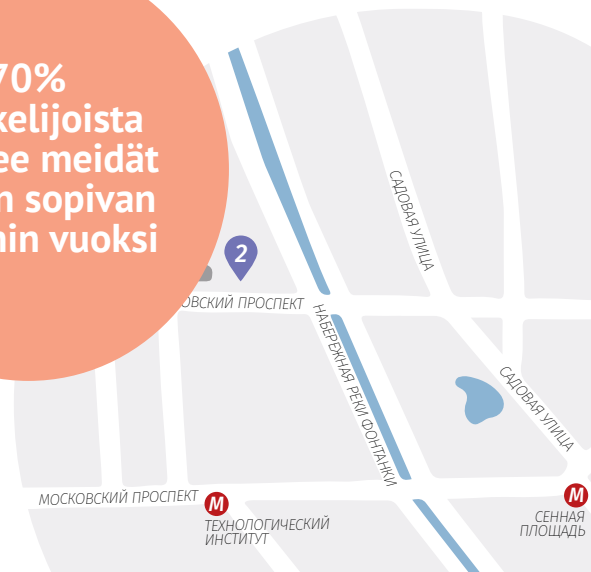 70%
kelijoista
ee meidät
n sopivan
nin vuoksi
2
САДОВАЯ УЛИЦА
ОВСКИЙ ПРОСПЕКТ
НАБЕРЕЖНАЯ РЕКИ ФОНТАНКИ
САДОВАЯ УЛИЦА
МОСКОВСКИЙ ПРОСПЕКТ
М
ТЕХНОЛОГИЧЕСКИЙ
ИНСТИТУТ
М
СЕННАЯ
ПЛОЩАДЬ